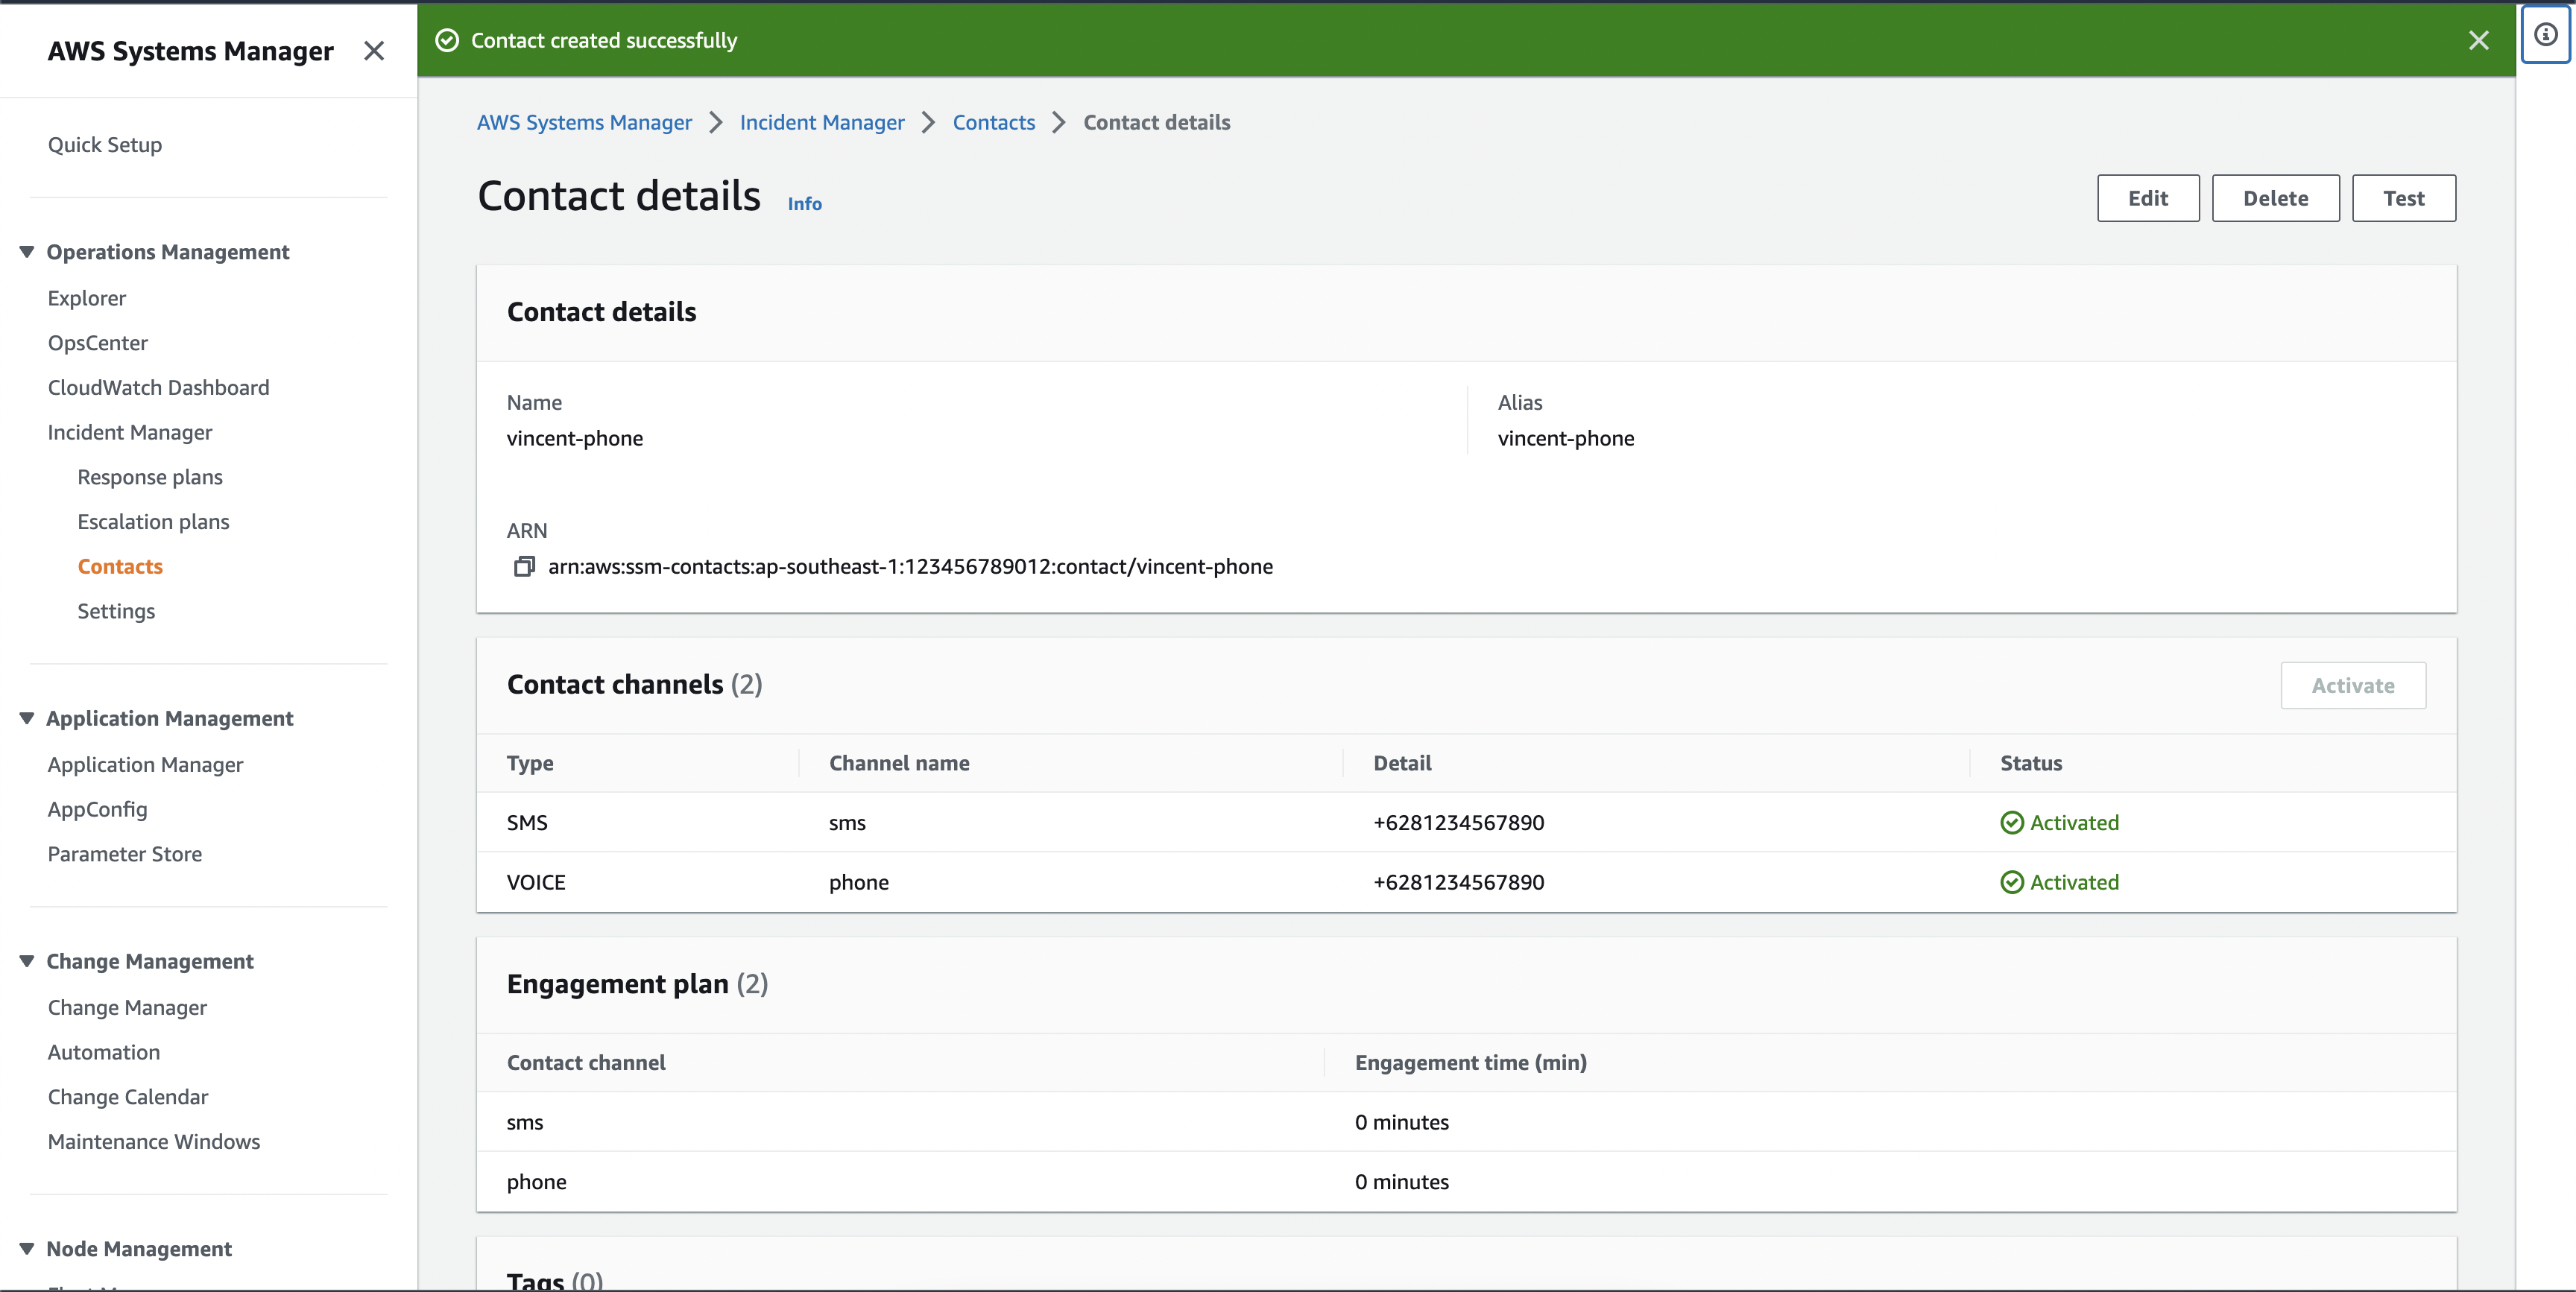 AWS Systems Manager
Quick Setup
Operations Management
Explorer
OpsCenter
CloudWatch Dashboard
Incident Manager
Response plans
Escalation plans
Contacts
Settings
Application Management
Application Manager
AppConfig
Parameter Store
Change Management
Change Manager
Automation
Change Calendar
Maintenance Windows
Node Management
Contact created successfully
AWS Systems Manager > Incident Manager > Contacts > Contact details
Contact details Info
Edit Delete Test
Contact details
Name Alias
vincent-phone vincent-phone
ARN
arn:aws:ssm-contacts:ap-southeast-1:123456789012:contact/vincent-phone
Contact channels (2) Activate
Type Channel name Detail Status
SMS sms +6281234567890 Activated
VOICE phone +6281234567890 Activated
Engagement plan (2)
Contact channel Engagement time (min)
sms 0 minutes
phone 0 minutes
Tags (0)